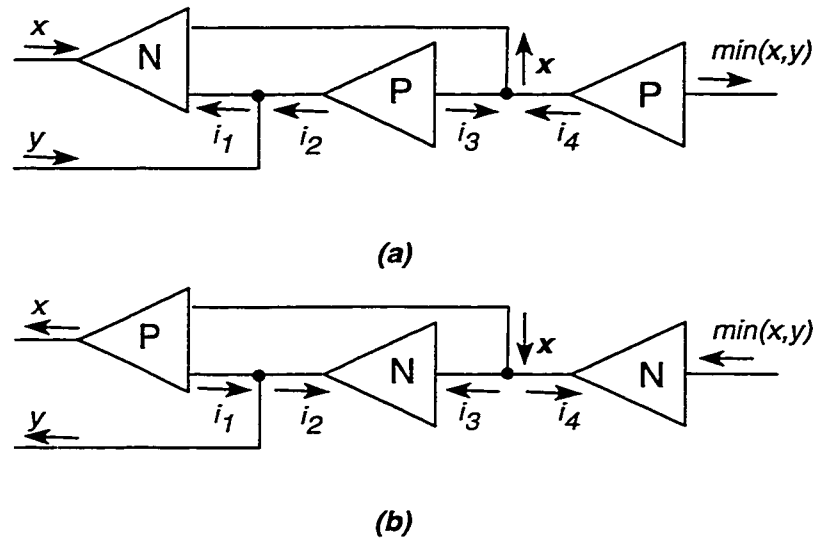 x
N
x
P
P
min(x,y)
i1
i2
i3
i4
y
(a)
x
P
x
N
N
min(x,y)
i1
i2
i3
i4
y
(b)